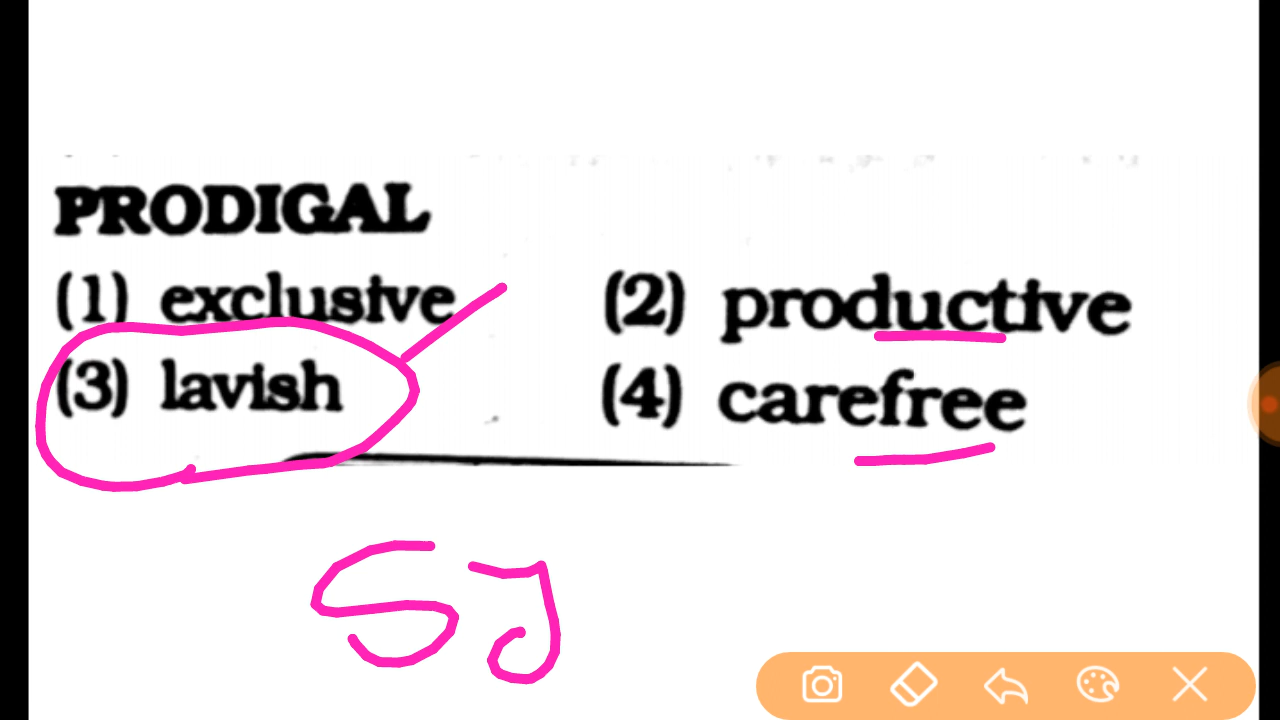 PRODIGAL
(1) exclusive (2) productive
(3) lavish (4) carefree
SJ